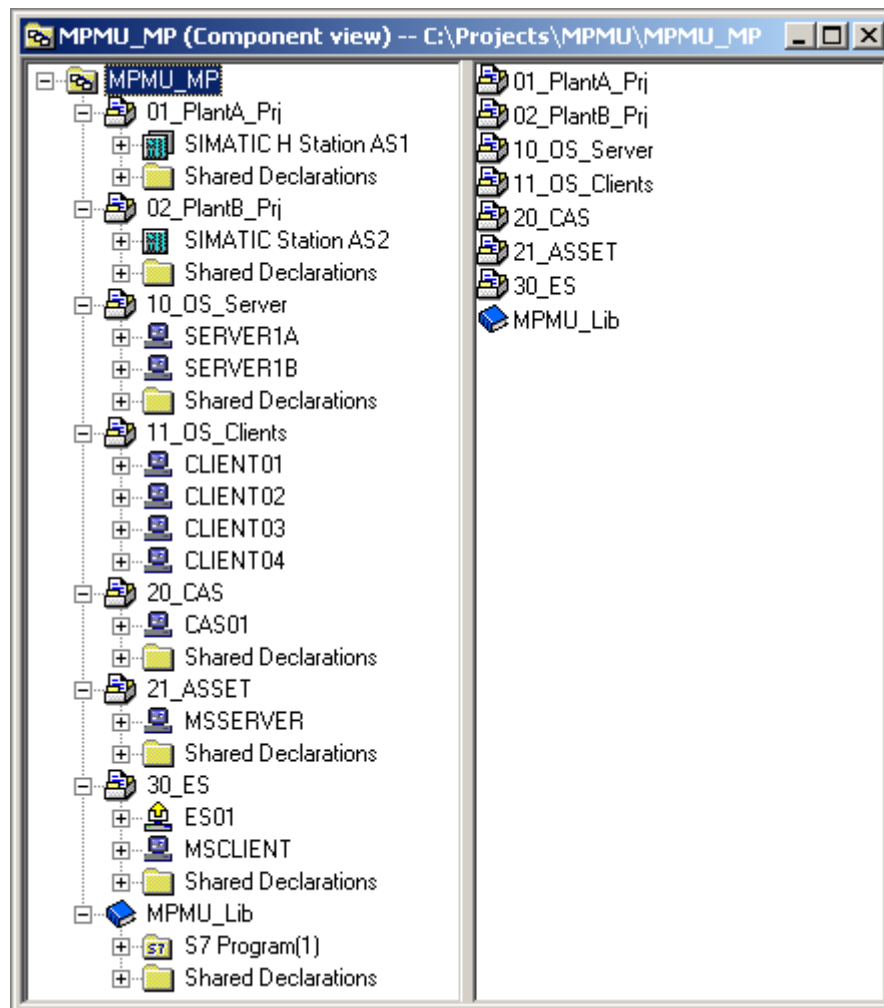 MPMU_MP (Component view) -- C:\Projects\MPMU\MPMU_MP
MPMU_MP
01_PlantA_Prj
SIMATIC H Station AS1
Shared Declarations
02_PlantB_Prj
SIMATIC Station AS2
Shared Declarations
10_OS_Server
SERVER1A
SERVER1B
Shared Declarations
11_OS_Clients
CLIENT01
CLIENT02
CLIENT03
CLIENT04
20_CAS
CAS01
Shared Declarations
21_ASSET
MSSERVER
Shared Declarations
30_ES
ES01
MSCLIENT
Shared Declarations
MPMU_Lib
S7 S7 Program(1)
Shared Declarations
01_PlantA_Prj
02_PlantB_Prj
10_OS_Server
11_OS_Clients
20_CAS
21_ASSET
30_ES
MPMU_Lib